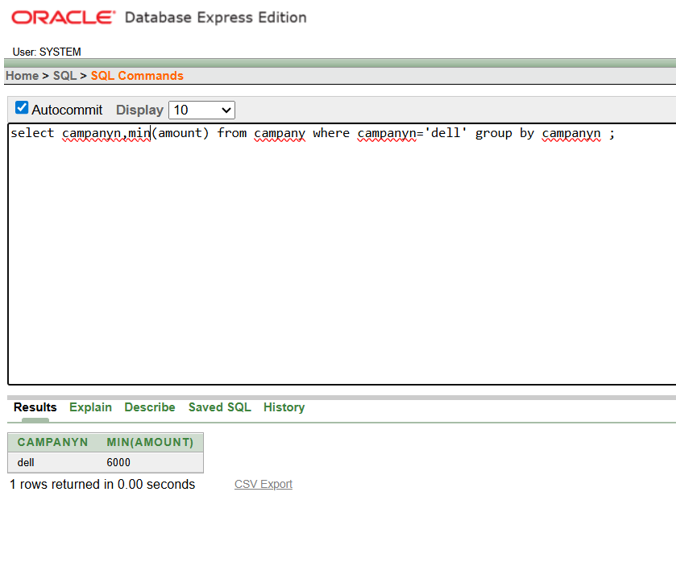 ORACLE Database Express Edition
User: SYSTEM
Home > SQL > SQL Commands
Autocommit Display 10
select campanyn,min(amount) from campany where campanyn='dell' group by campanyn ;
Results Explain Describe Saved SQL History
CAMPANYN MIN(AMOUNT)
dell 6000
1 rows returned in 0.00 seconds CSV Export